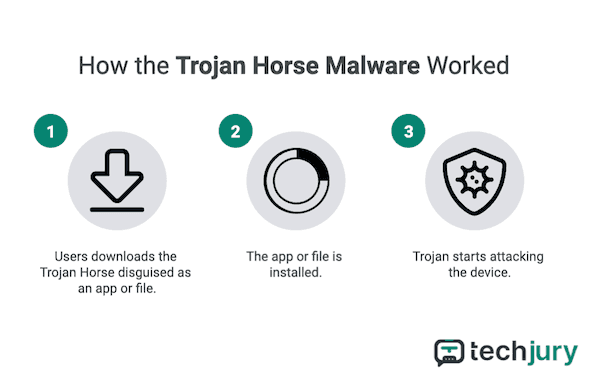 How the Trojan Horse Malware Worked
1
2
3
Users downloads the
Trojan Horse disguised as
an app or file.
The app or file is
installed.
Trojan starts attacking
the device.
techjury